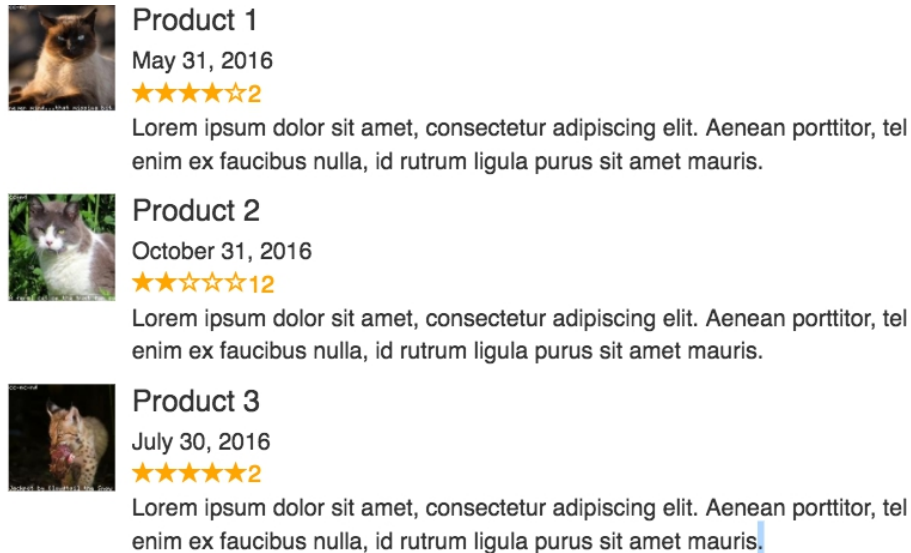 Product 1
May 31, 2016
★★★★☆2
Lorem ipsum dolor sit amet, consectetur adipiscing elit. Aenean porttitor, tel
enim ex faucibus nulla, id rutrum ligula purus sit amet mauris.
Product 2
October 31, 2016
★★☆☆☆12
Lorem ipsum dolor sit amet, consectetur adipiscing elit. Aenean porttitor, tel
enim ex faucibus nulla, id rutrum ligula purus sit amet mauris.
Product 3
July 30, 2016
★★★★★2
Lorem ipsum dolor sit amet, consectetur adipiscing elit. Aenean porttitor, tel
enim ex faucibus nulla, id rutrum ligula purus sit amet mauris.